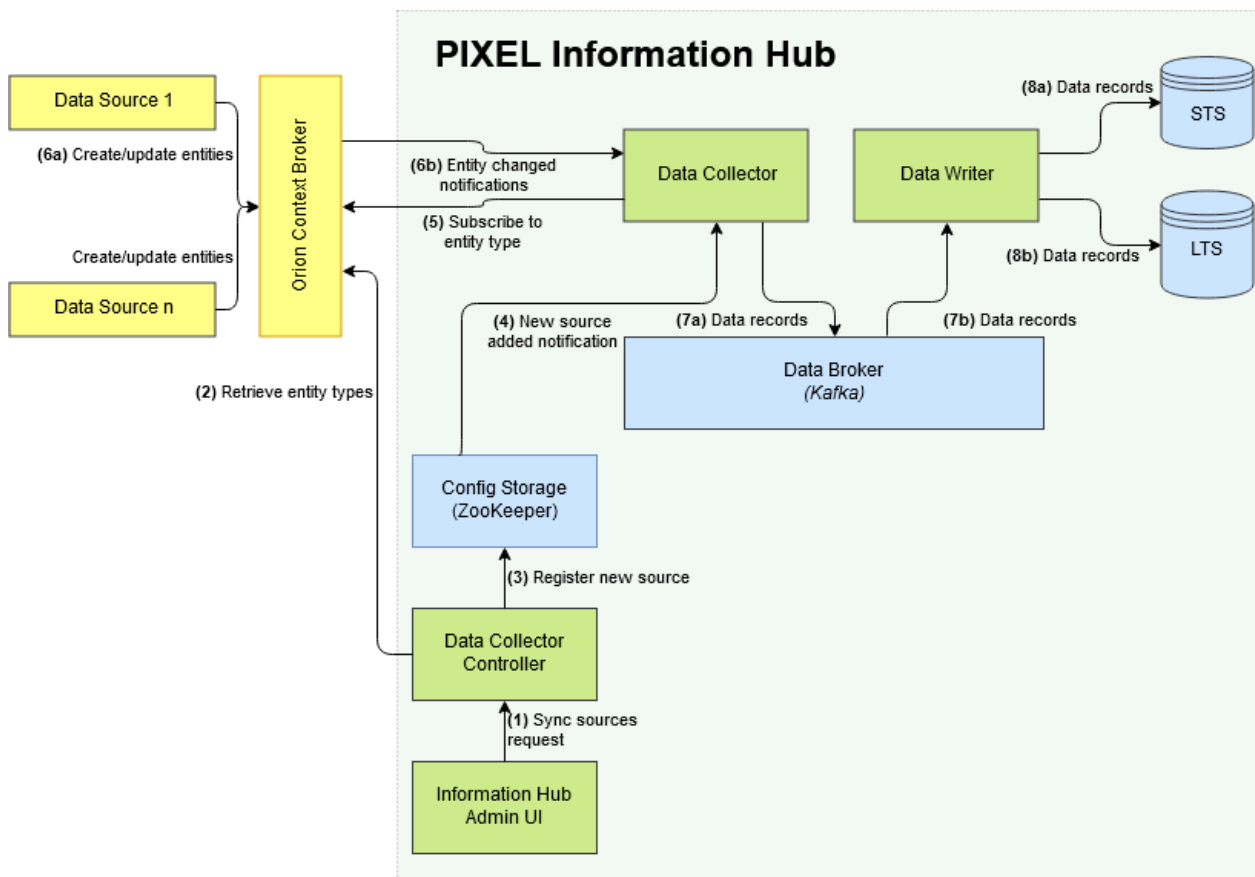 PIXEL Information Hub
Data Source 1
(6a) Create/update entities
Create/update entities
Data Source n
Orion Context Broker
(6b) Entity changed
notifications
(5) Subscribe to
entity type
Data Collector
Data Writer
(8a) Data records
STS
(8b) Data records
LTS
(4) New source
added notification
(7a) Data records
(7b) Data records
Data Broker
(Kafka)
(2) Retrieve entity types
Config Storage
(ZooKeeper)
(3) Register new source
Data Collector
Controller
(1) Sync sources
request
Information Hub
Admin UI